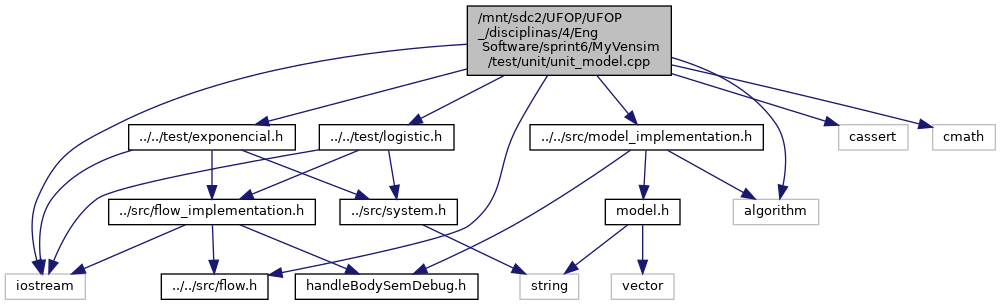 /mnt/sdc2/UFOP/UFOP
_/disciplinas/4/Eng
Software/sprint6/MyVensim
/test/unit/unit_model.cpp
../../test/exponencial.h
../../test/logistic.h
../../src/model_implementation.h
cassert
cmath
../src/flow_implementation.h
../src/system.h
model.h
algorithm
iostream
../../src/flow.h
handleBodySemDebug.h
string
vector